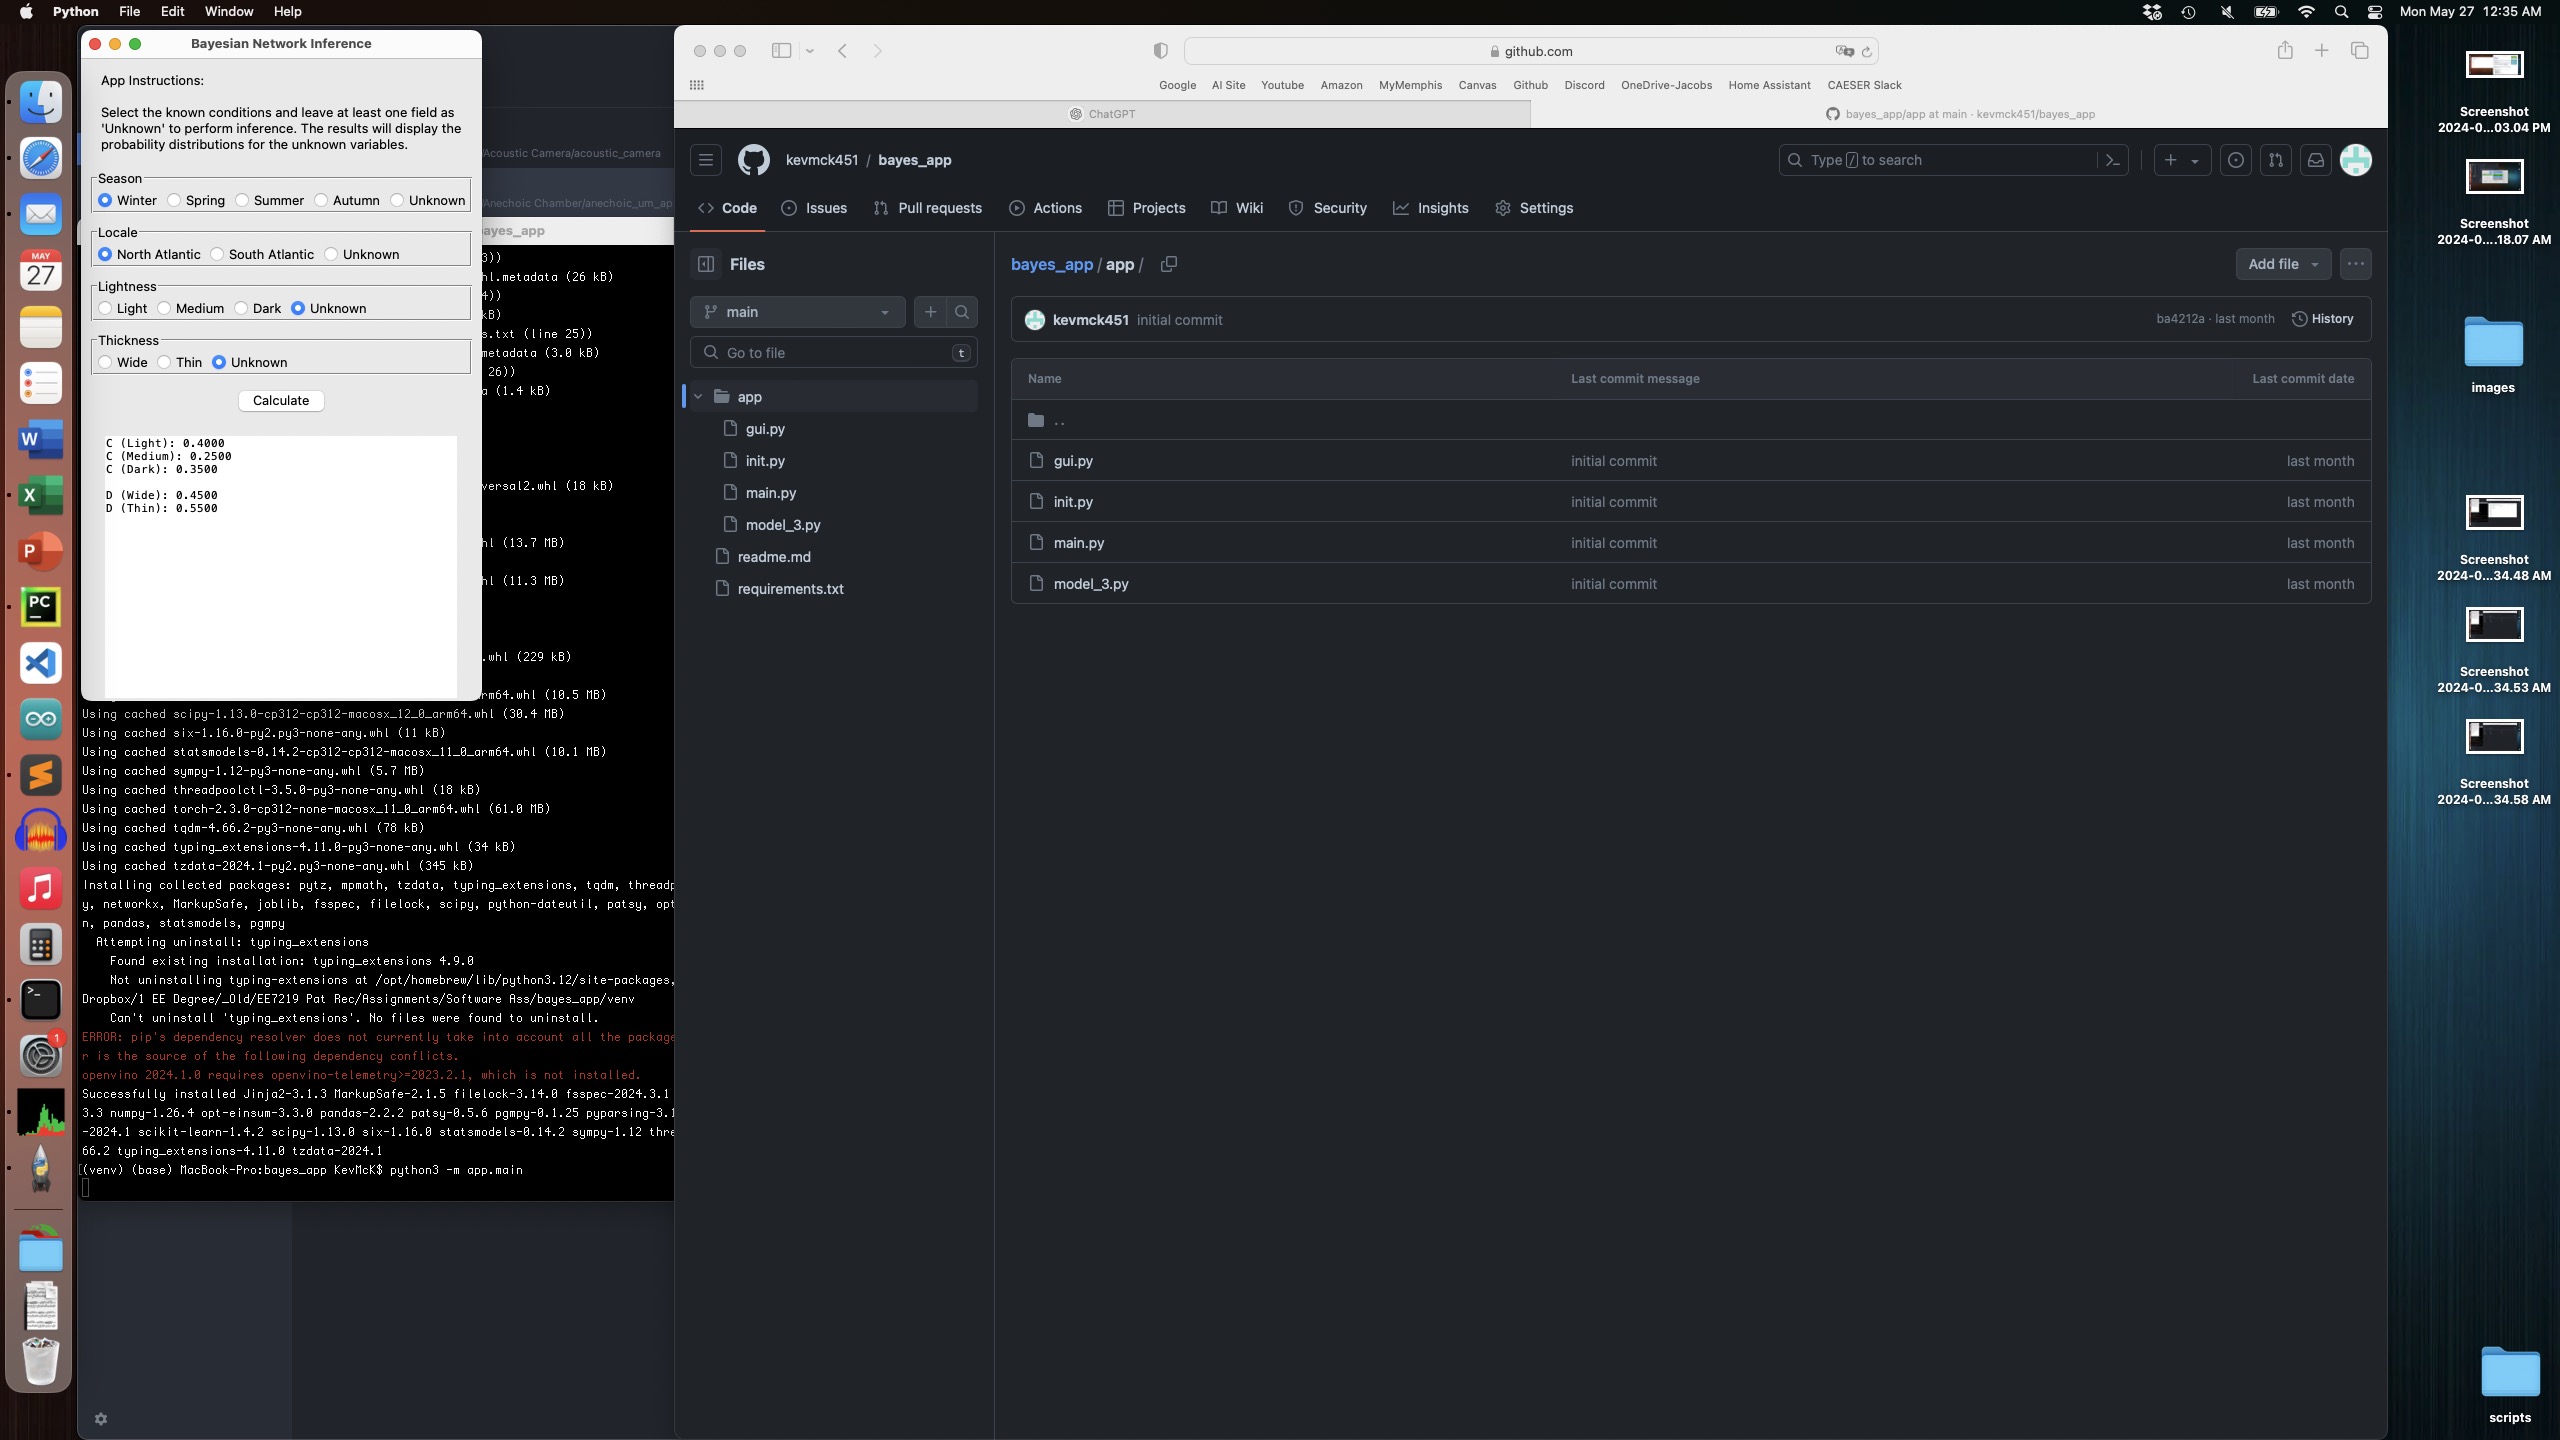 Python File Edit Window Help
Mon May 27 12:35 AM
Bayesian Network Inference
App Instructions:
Select the known conditions and leave at least one field as
'Unknown' to perform inference. The results will display the
probability distributions for the unknown variables.
Season
Winter Spring Summer Autumn Unknown
Locale
North Atlantic South Atlantic Unknown
Lightness
Light Medium Dark Unknown
Thickness
Wide Thin Unknown
Calculate
C (Light): 0.4000
C (Medium): 0.2500
C (Dark): 0.3500
D (Wide): 0.4500
D (Thin): 0.5500
/Acoustic Camera/acoustic_camera
Anechoic Chamber/anechoic_um_ap
bayes_app
3))
hl.metadata (26 kB)
4))
kB)
s.txt (line 25))
metadata (3.0 kB)
26))
a (1.4 kB)
versal2.whl (18 kB)
hl (13.7 MB)
hl (11.3 MB)
.whl (229 kB)
rm64.whl (10.5 MB)
Using cached scipy-1.13.0-cp312-cp312-macosx_12_0_arm64.whl (30.4 MB)
Using cached six-1.16.0-py2.py3-none-any.whl (11 kB)
Using cached statsmodels-0.14.2-cp312-cp312-macosx_11_0_arm64.whl (10.1 MB)
Using cached sympy-1.12-py3-none-any.whl (5.7 MB)
Using cached threadpoolctl-3.5.0-py3-none-any.whl (18 kB)
Using cached torch-2.3.0-cp312-none-macosx_11_0_arm64.whl (61.0 MB)
Using cached tqdm-4.66.2-py3-none-any.whl (78 kB)
Using cached typing_extensions-4.11.0-py3-none-any.whl (34 kB)
Using cached tzdata-2024.1-py2.py3-none-any.whl (345 kB)
Installing collected packages: pytz, mpmath, tzdata, typing_extensions, tqdm, threadp
y, networkx, MarkupSafe, joblib, fsspec, filelock, scipy, python-dateutil, patsy, opt
n, pandas, statsmodels, pgmpy
Attempting uninstall: typing_extensions
Found existing installation: typing_extensions 4.9.0
Not uninstalling typing-extensions at /opt/homebrew/lib/python3.12/site-packages,
Dropbox/1 EE Degree/_Old/EE7219 Pat Rec/Assignments/Software Ass/bayes_app/venv
Can't uninstall 'typing_extensions'. No files were found to uninstall.
ERROR: pip's dependency resolver does not currently take into account all the package
r is the source of the following dependency conflicts.
openvino 2024.1.0 requires openvino-telemetry>=2023.2.1, which is not installed.
Successfully installed Jinja2-3.1.3 MarkupSafe-2.1.5 filelock-3.14.0 fsspec-2024.3.1
3.3 numpy-1.26.4 opt-einsum-3.3.0 pandas-2.2.2 patsy-0.5.6 pgmpy-0.1.25 pyparsing-3.1
-2024.1 scikit-learn-1.4.2 scipy-1.13.0 six-1.16.0 statsmodels-0.14.2 sympy-1.12 thre
66.2 typing_extensions-4.11.0 tzdata-2024.1
[(venv) (base) MacBook-Pro:bayes_app KevMcK$ python3 -m app.main
github.com
Google AI Site Youtube Amazon MyMemphis Canvas Github Discord OneDrive-Jacobs Home Assistant CAESER Slack
ChatGPT
bayes_app/app at main · kevmck451/bayes_app
kevmck451 / bayes_app
Type / to search
Code Issues Pull requests Actions Projects Wiki Security Insights Settings
Files
main
Go to file t
app
gui.py
init.py
main.py
model_3.py
readme.md
requirements.txt
bayes_app / app /
Add file
kevmck451 initial commit
ba4212a · last month History
Name Last commit message Last commit date
..
gui.py initial commit last month
init.py initial commit last month
main.py initial commit last month
model_3.py initial commit last month
Screenshot
2024-0...03.04 PM
Screenshot
2024-0....18.07 AM
images
Screenshot
2024-0...34.48 AM
Screenshot
2024-0...34.53 AM
Screenshot
2024-0...34.58 AM
scripts
MAY
27
W
X
P
PC
1